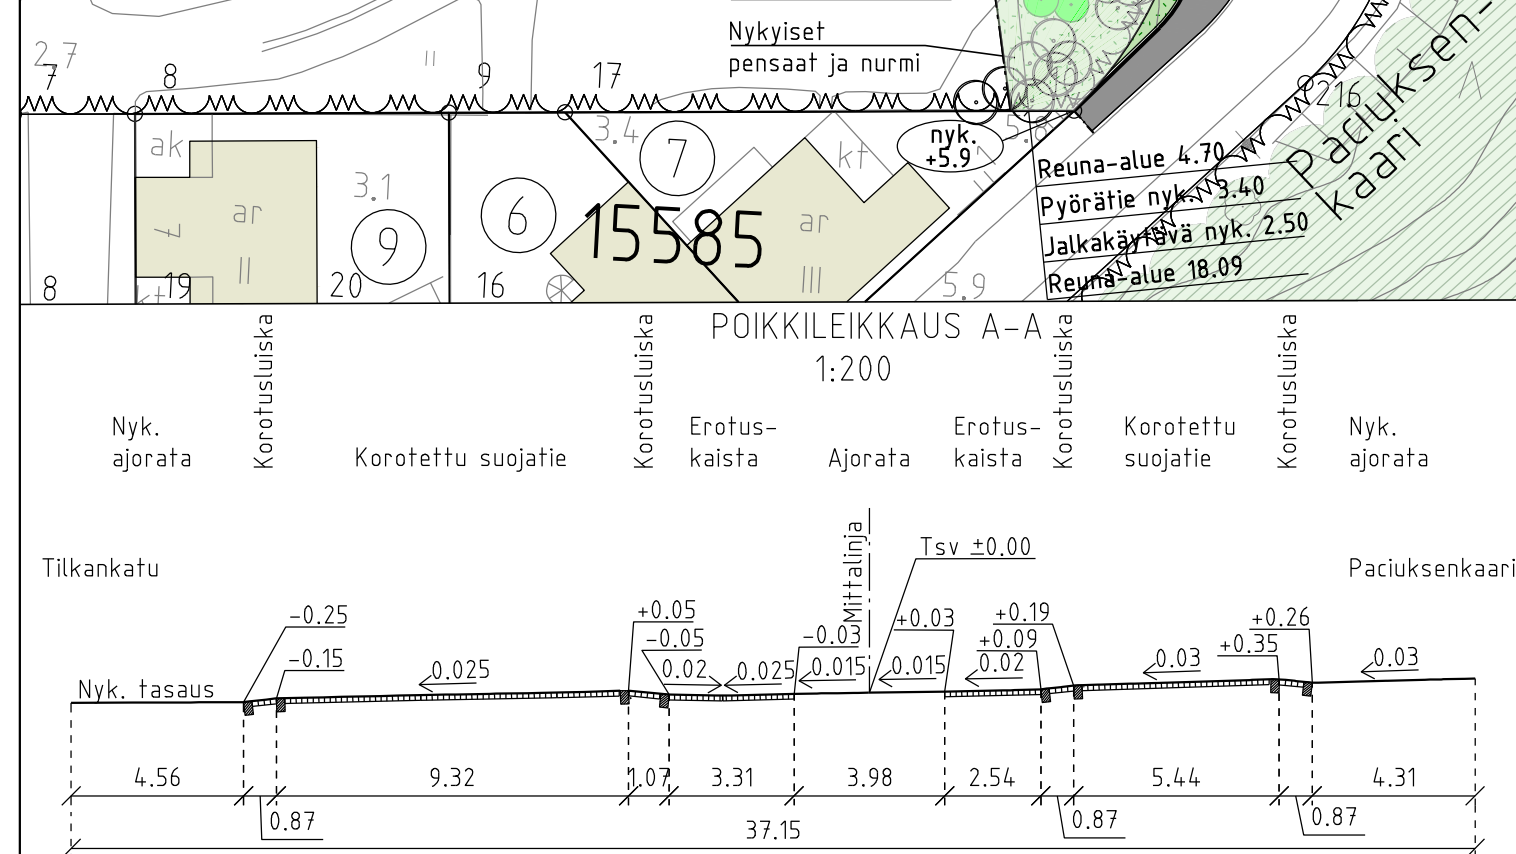 Nykyiset
pensaat ja nurmi
2.7
7
8
9
17
216
Paciuksen-
kaari
3.4
5.8
nyk.
+5.9
7
ak
kt
3.1
6
9
ar
ar
15585
II
III
8
19
20
16
kt
5.9
Reuna-alue 4.70
Pyörätie nyk. 3.40
Jalkakäytävä nyk. 2.50
Reuna-alue 18.09
POIKKILEIKKAUS A-A
1:200
Nyk.
ajorata
Korotusluiska
Korotettu suojatie
Korotusluiska
Erotus-
kaista
Ajorata
Erotus-
kaista
Korotusluiska
Korotettu
suojatie
Korotusluiska
Nyk.
ajorata
Mittalinja
Tsv ±0.00
Tilkankatu
Paciuksenkaari
-0.25
-0.15
+0.05
-0.05
-0.03
+0.03
+0.19
+0.09
+0.26
+0.35
0.025
0.02
0.025
0.015
0.015
0.02
0.03
0.03
Nyk. tasaus
4.56
9.32
1.07
3.31
3.98
2.54
5.44
4.31
0.87
0.87
0.87
37.15